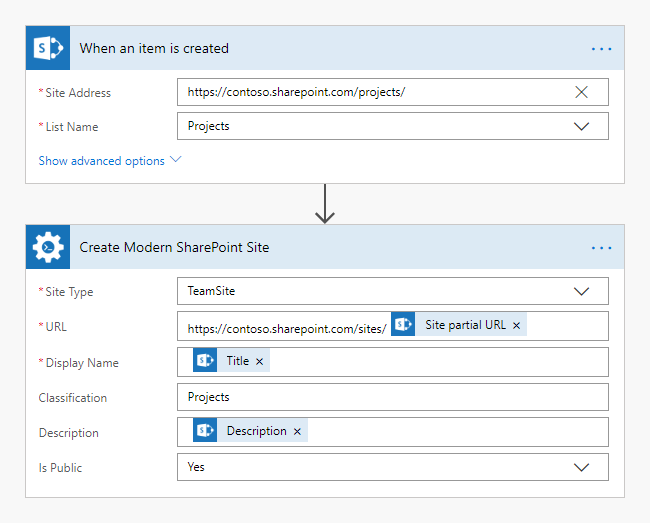 When an item is created
* Site Address https://contoso.sharepoint.com/projects/
* List Name Projects
Show advanced options
Create Modern SharePoint Site
* Site Type TeamSite
* URL https://contoso.sharepoint.com/sites/ Site partial URL ×
* Display Name Title ×
Classification Projects
Description Description ×
Is Public Yes